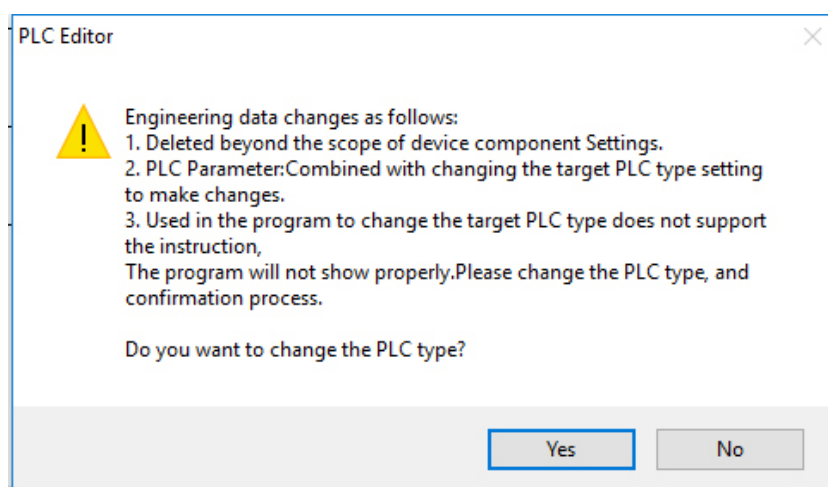 PLC Editor
Engineering data changes as follows:
1. Deleted beyond the scope of device component Settings.
2. PLC Parameter:Combined with changing the target PLC type setting
to make changes.
3. Used in the program to change the target PLC type does not support
the instruction,
The program will not show properly.Please change the PLC type, and
confirmation process.
Do you want to change the PLC type?
Yes
No